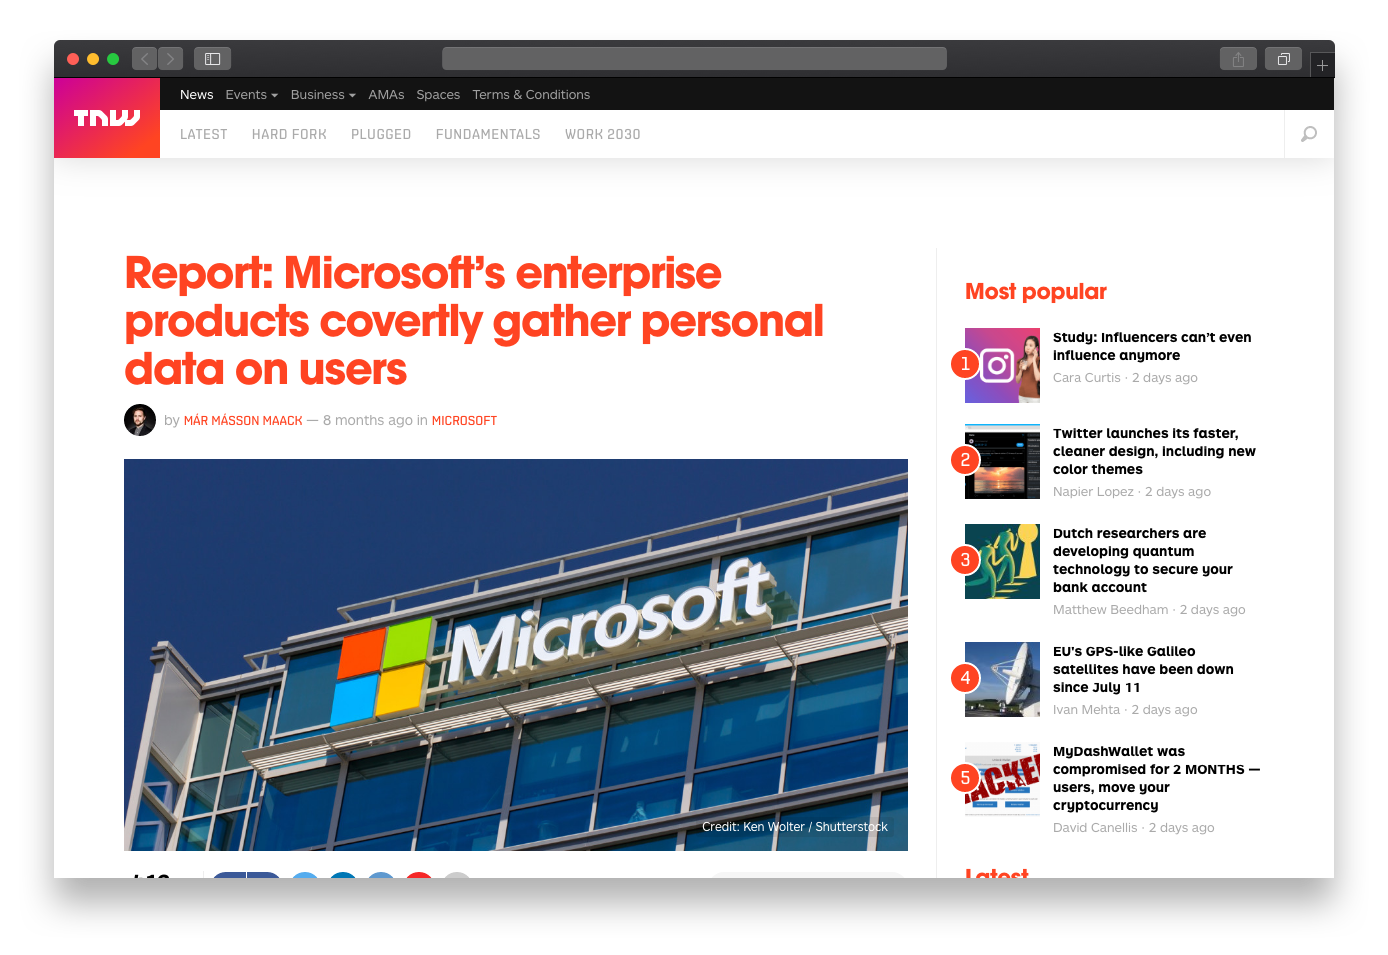 TNW
News Events Business AMAs Spaces Terms & Conditions
LATEST HARD FORK PLUGGED FUNDAMENTALS WORK 2030
Report: Microsoft’s enterprise
products covertly gather personal
data on users
by MÁR MÁSSON MAACK — 8 months ago in MICROSOFT
Microsoft
Credit: Ken Wolter / Shutterstock
Most popular
1
Study: Influencers can’t even
influence anymore
Cara Curtis · 2 days ago
2
Twitter launches its faster,
cleaner design, including new
color themes
Napier Lopez · 2 days ago
3
Dutch researchers are
developing quantum
technology to secure your
bank account
Matthew Beedham · 2 days ago
4
EU's GPS-like Galileo
satellites have been down
since July 11
Ivan Mehta · 2 days ago
5
MyDashWallet was
compromised for 2 MONTHS —
users, move your
cryptocurrency
David Canellis · 2 days ago
Latest